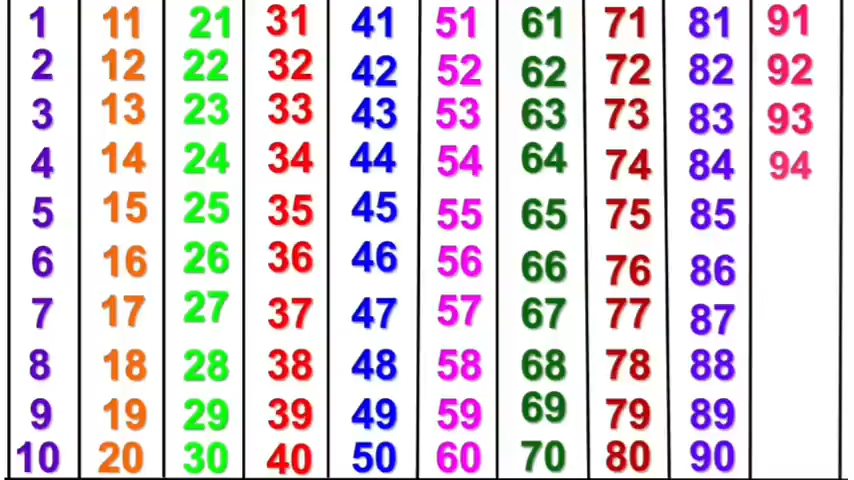 1 11 21 31 41 51 61 71 81 91
2 12 22 32 42 52 62 72 82 92
3 13 23 33 43 53 63 73 83 93
4 14 24 34 44 54 64 74 84 94
5 15 25 35 45 55 65 75 85
6 16 26 36 46 56 66 76 86
7 17 27 37 47 57 67 77 87
8 18 28 38 48 58 68 78 88
9 19 29 39 49 59 69 79 89
10 20 30 40 50 60 70 80 90